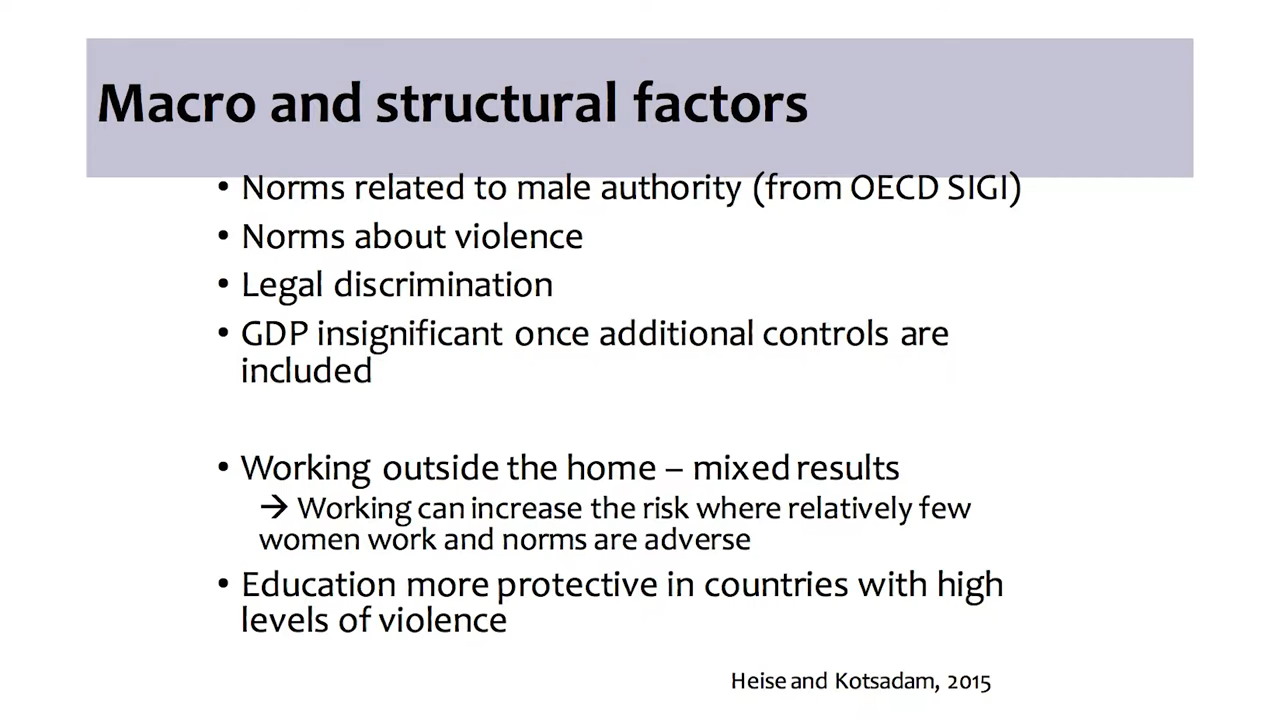 Macro and structural factors
• Norms related to male authority (from OECD SIGI)
• Norms about violence
• Legal discrimination
• GDP insignificant once additional controls are
included
• Working outside the home – mixed results
→ Working can increase the risk where relatively few
women work and norms are adverse
• Education more protective in countries with high
levels of violence
Heise and Kotsadam, 2015